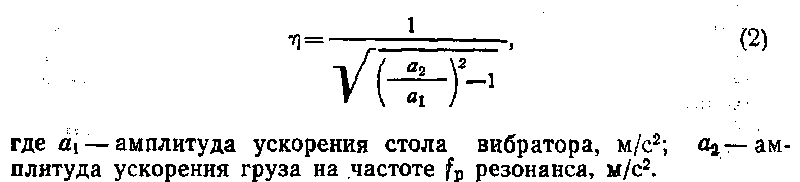 η = 1 / √((a₂ / a₁)² − 1), (2)
где a₁ — амплитуда ускорения стола вибратора, м/с²; a₂ — ам-
плитуда ускорения груза на частоте fₚ резонанса, м/с².